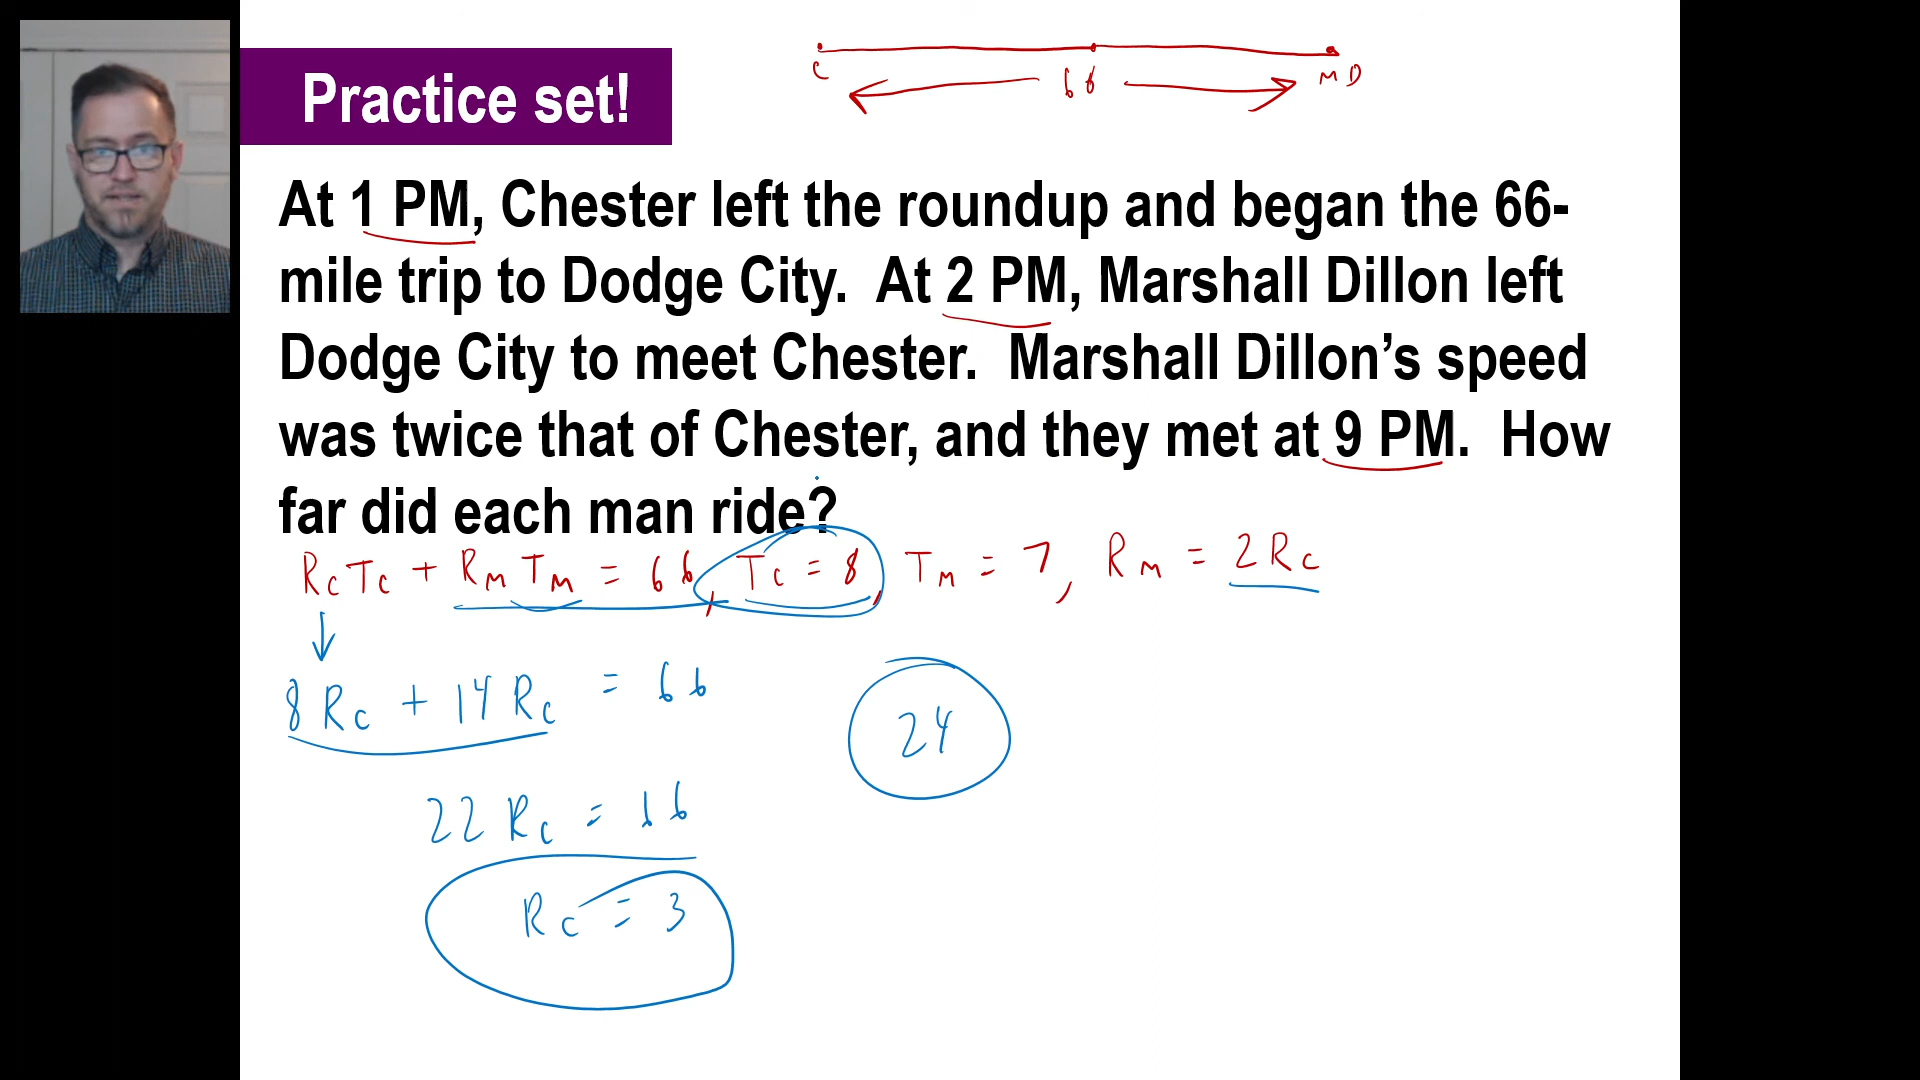 C
66
M D
Practice set!
At 1 PM, Chester left the roundup and began the 66-
mile trip to Dodge City. At 2 PM, Marshall Dillon left
Dodge City to meet Chester. Marshall Dillon’s speed
was twice that of Chester, and they met at 9 PM. How
far did each man ride?
RcTc + RmTm = 66, Tc = 8, Tm = 7, Rm = 2Rc
8Rc + 14Rc = 66
24
22Rc = 66
Rc = 3